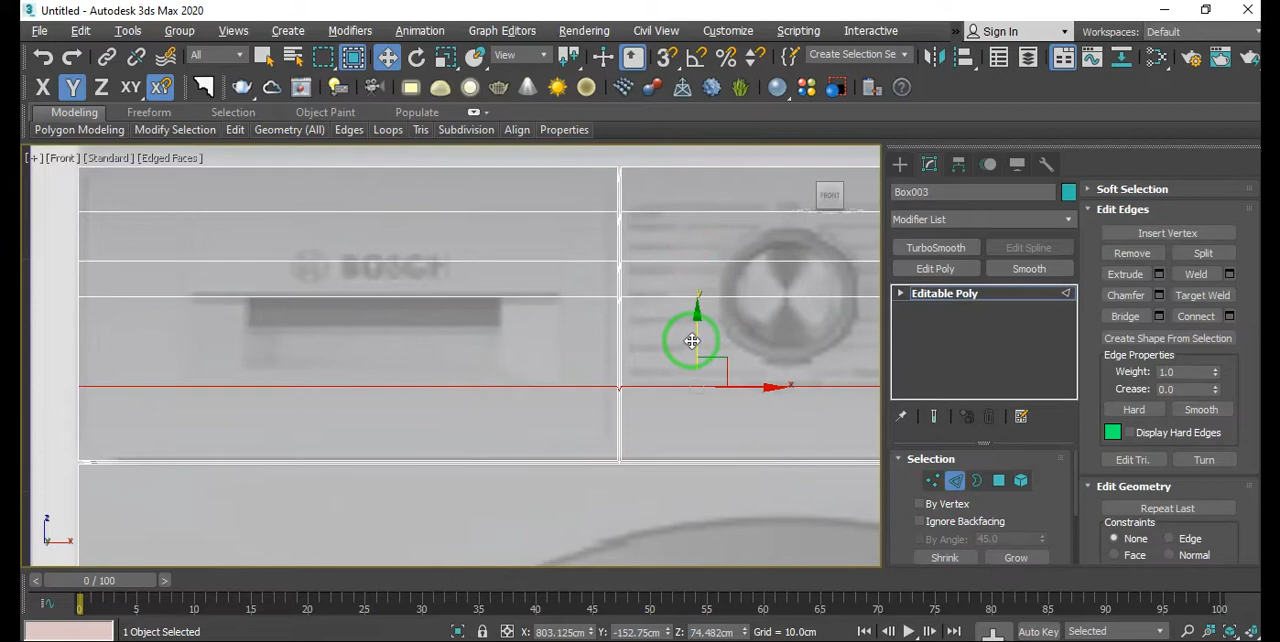 Untitled - Autodesk 3ds Max 2020
File Edit Tools Group Views Create Modifiers Animation Graph Editors Rendering Civil View Customize Scripting Interactive » Sign In Workspaces: Default
All View Create Selection Se
X Y Z XY
Modeling Freeform Selection Object Paint Populate
Polygon Modeling Modify Selection Edit Geometry (All) Edges Loops Tris Subdivision Align Properties
[+] [Front] [Standard] [Edged Faces]
FRONT
BOSCH
y
x
z
x
Box003
Modifier List
TurboSmooth Edit Spline
Edit Poly Smooth
Editable Poly
Selection
By Vertex
Ignore Backfacing
By Angle: 45.0
Shrink Grow
Soft Selection
Edit Edges
Insert Vertex
Remove Split
Extrude Weld
Chamfer Target Weld
Bridge Connect
Create Shape From Selection
Edge Properties
Weight: 1.0
Crease: 0.0
Hard Smooth
Display Hard Edges
Edit Tri. Turn
Edit Geometry
Repeat Last
Constraints
None Edge
Face Normal
< 0 / 100 >
0 5 10 15 20 25 30 35 40 45 50 55 60 65 70 75 80 85 90 95 100
1 Object Selected X: 803.125cm Y: -152.75cm Z: 74.482cm Grid = 10.0cm Auto Key Selected